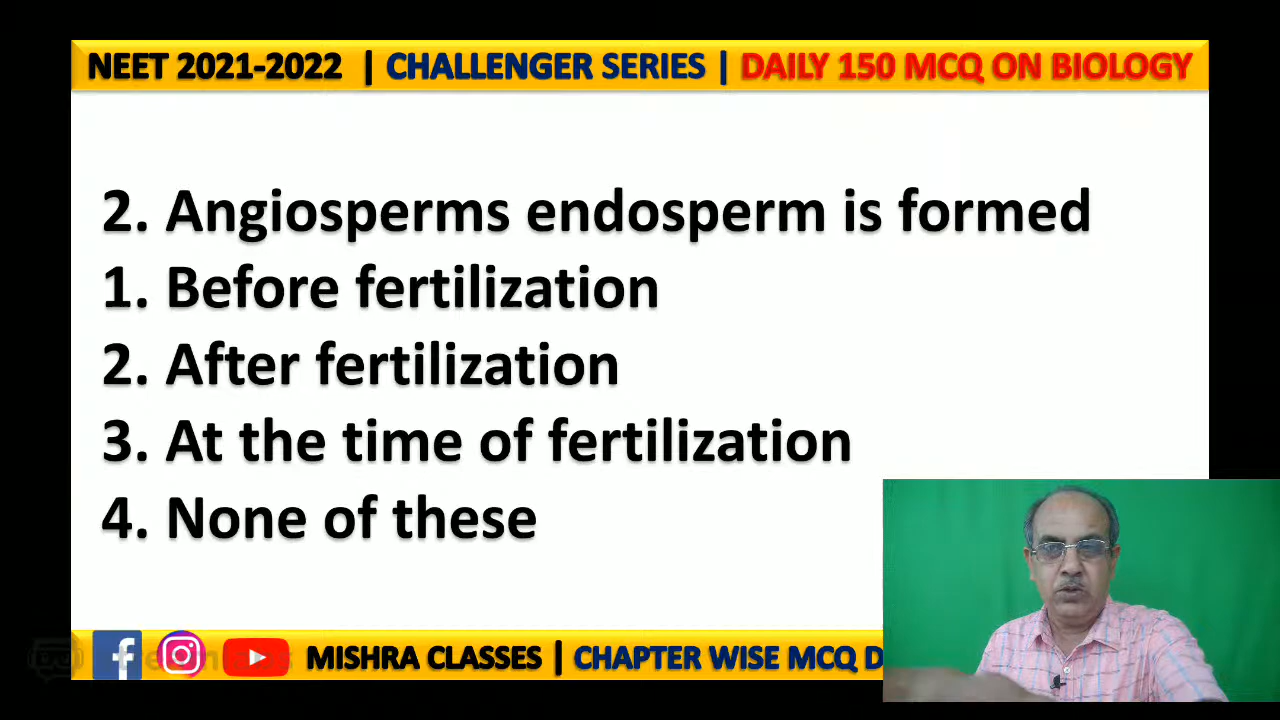 NEET 2021-2022 | CHALLENGER SERIES | DAILY 150 MCQ ON BIOLOGY
2. Angiosperms endosperm is formed
1. Before fertilization
2. After fertilization
3. At the time of fertilization
4. None of these
MISHRA CLASSES | CHAPTER WISE MCQ D